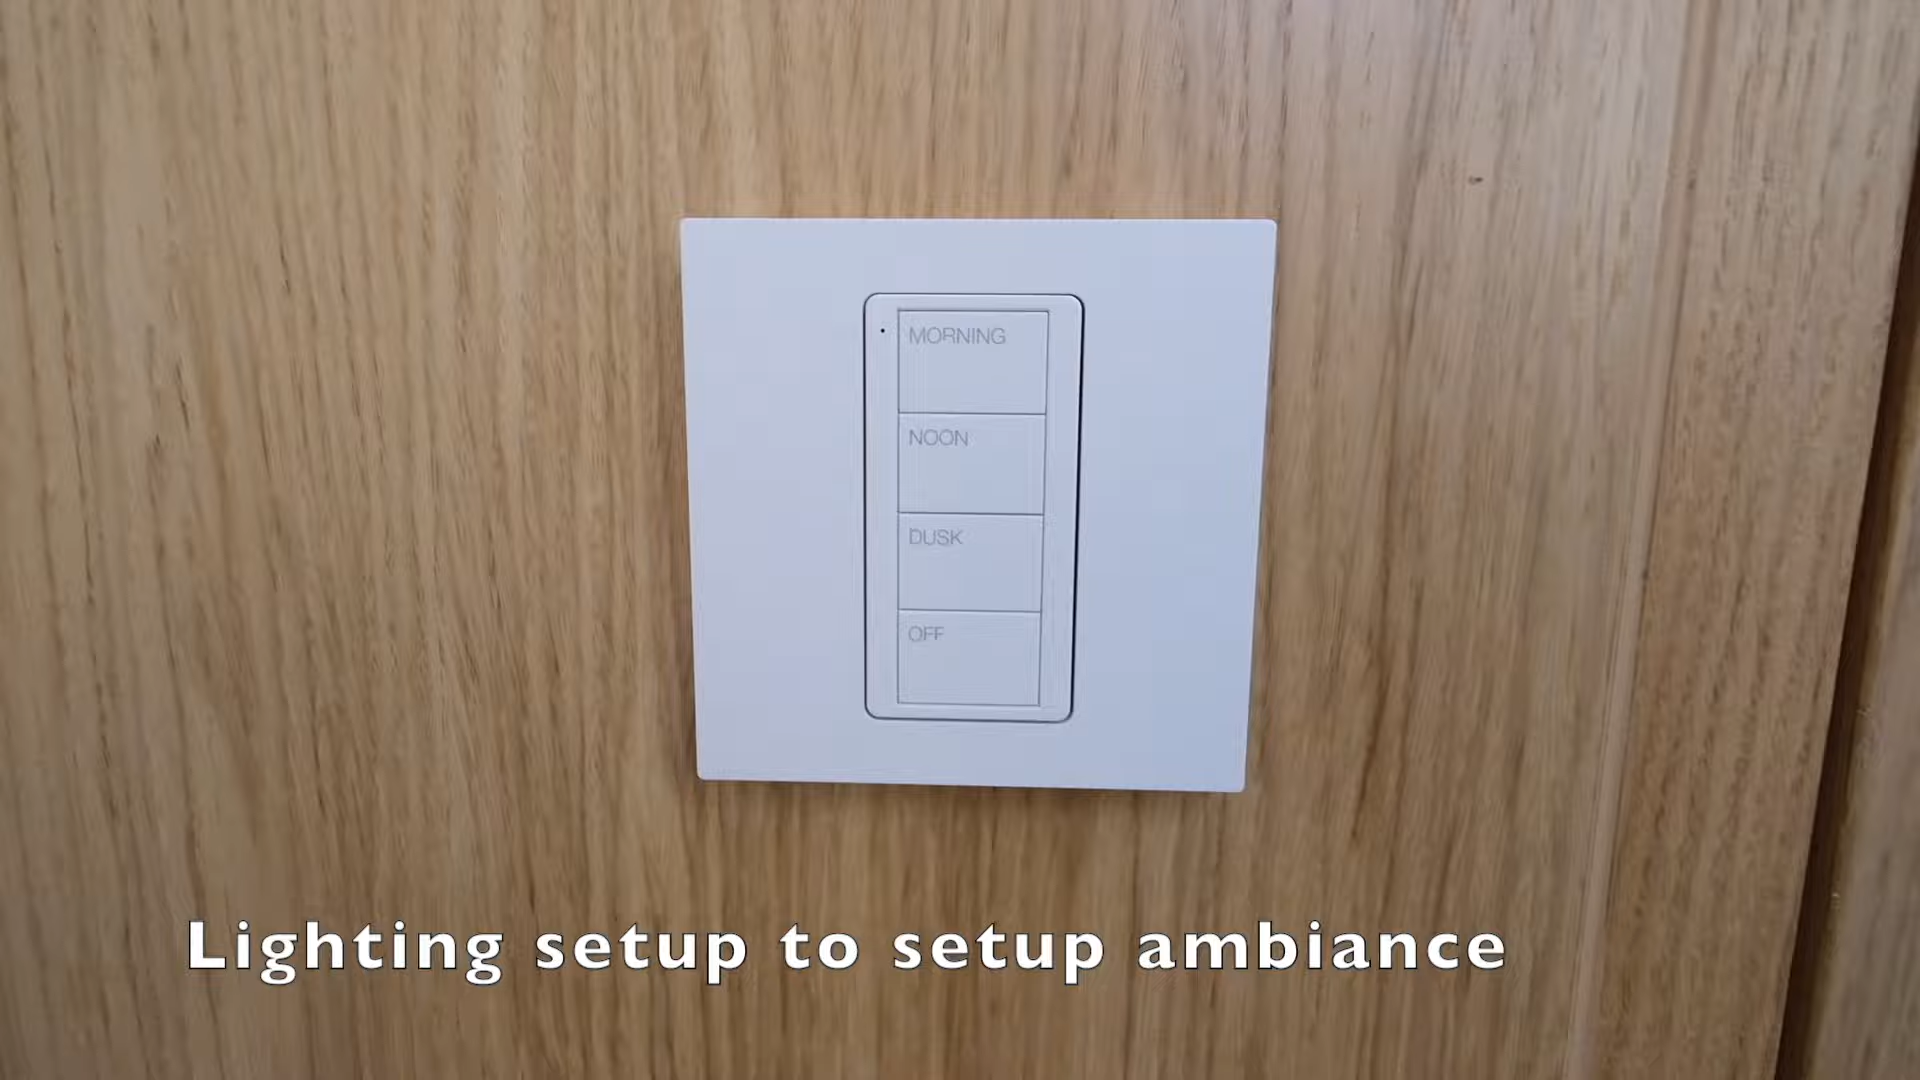 MORNING
NOON
DUSK
OFF
Lighting setup to setup ambiance